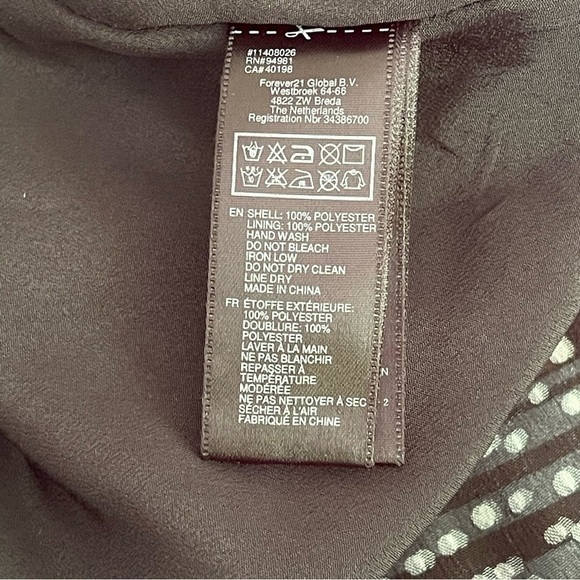 #11408026
RN#94981
CA#40198
Forever21 Global B.V.
Westbroek 64-66
4822 ZW Breda
The Netherlands
Registration Nbr 34386700
EN SHELL: 100% POLYESTER
LINING: 100% POLYESTER
HAND WASH
DO NOT BLEACH
IRON LOW
DO NOT DRY CLEAN
LINE DRY
MADE IN CHINA
FR ÉTOFFE EXTÉRIEURE:
100% POLYESTER
DOUBLURE: 100%
POLYESTER
LAVER À LA MAIN
NE PAS BLANCHIR
REPASSER À
TEMPÉRATURE
MODÉRÉE
NE PAS NETTOYER À SEC
SÉCHER À L'AIR
FABRIQUÉ EN CHINE
N
2